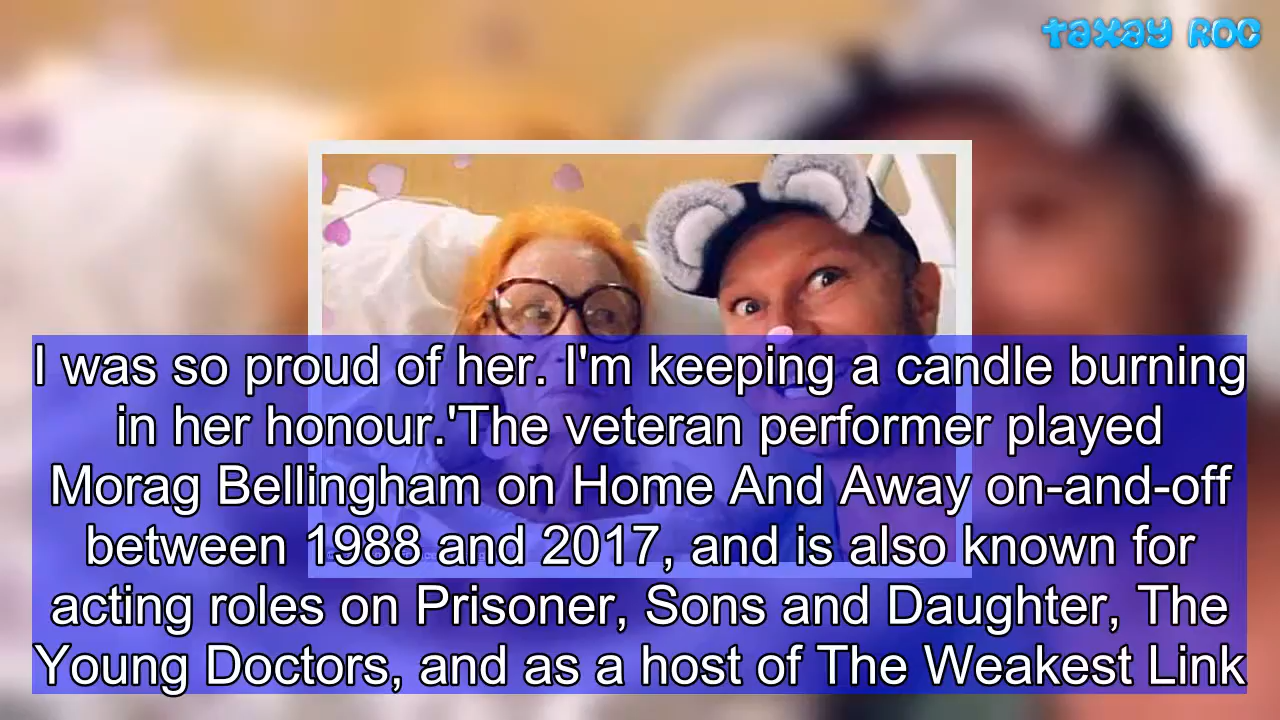 TAXAY ROC
I was so proud of her. I'm keeping a candle burning
in her honour.'The veteran performer played
Morag Bellingham on Home And Away on-and-off
between 1988 and 2017, and is also known for
acting roles on Prisoner, Sons and Daughter, The
Young Doctors, and as a host of The Weakest Link